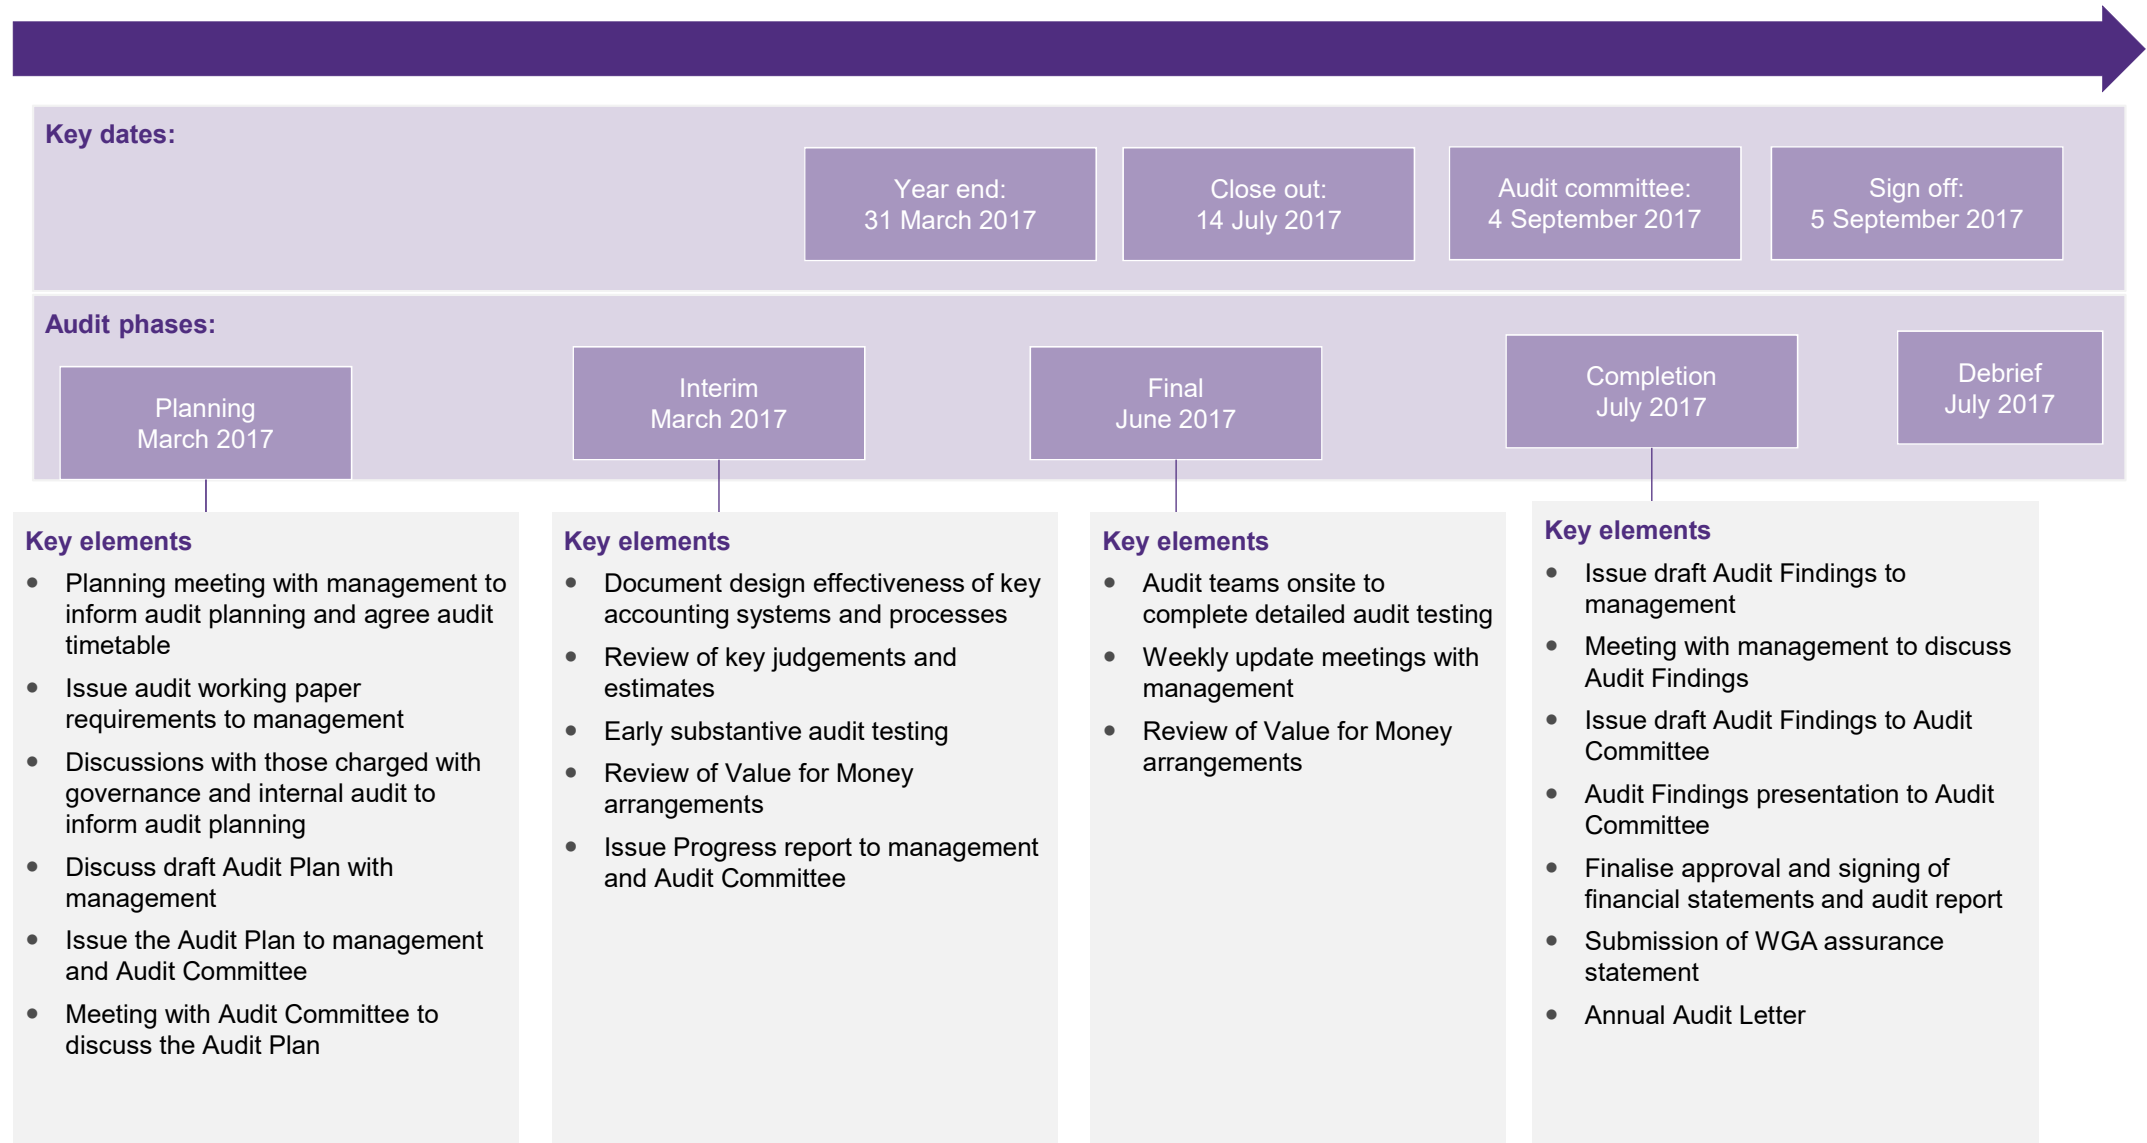 Key dates:
Year end:
31 March 2017
Close out:
14 July 2017
Audit committee:
4 September 2017
Sign off:
5 September 2017
Audit phases:
Planning
March 2017
Interim
March 2017
Final
June 2017
Completion
July 2017
Debrief
July 2017
Key elements
• Planning meeting with management to
inform audit planning and agree audit
timetable
• Issue audit working paper
requirements to management
• Discussions with those charged with
governance and internal audit to
inform audit planning
• Discuss draft Audit Plan with
management
• Issue the Audit Plan to management
and Audit Committee
• Meeting with Audit Committee to
discuss the Audit Plan
Key elements
• Document design effectiveness of key
accounting systems and processes
• Review of key judgements and
estimates
• Early substantive audit testing
• Review of Value for Money
arrangements
• Issue Progress report to management
and Audit Committee
Key elements
• Audit teams onsite to
complete detailed audit testing
• Weekly update meetings with
management
• Review of Value for Money
arrangements
Key elements
• Issue draft Audit Findings to
management
• Meeting with management to discuss
Audit Findings
• Issue draft Audit Findings to Audit
Committee
• Audit Findings presentation to Audit
Committee
• Finalise approval and signing of
financial statements and audit report
• Submission of WGA assurance
statement
• Annual Audit Letter